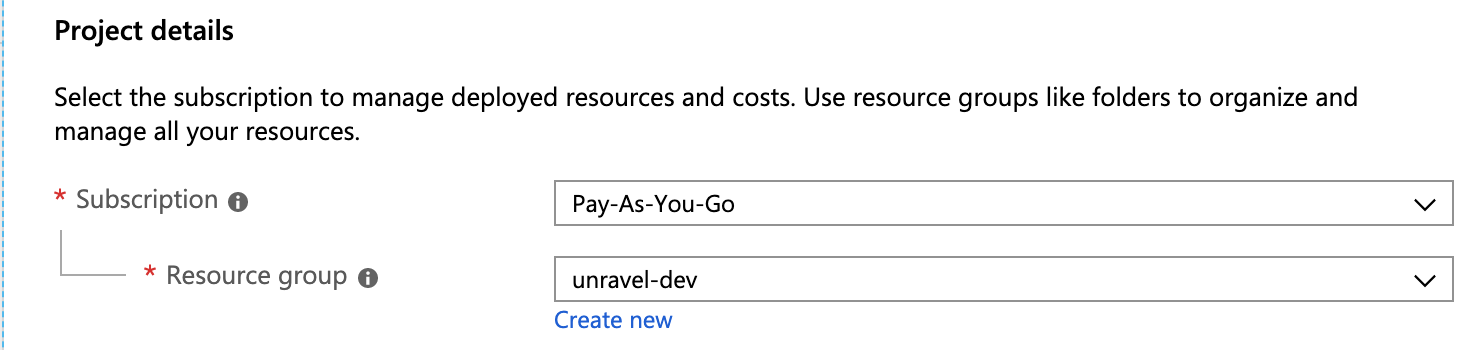 Project details
Select the subscription to manage deployed resources and costs. Use resource groups like folders to organize and
manage all your resources.
* Subscription
Pay-As-You-Go
* Resource group
unravel-dev
Create new